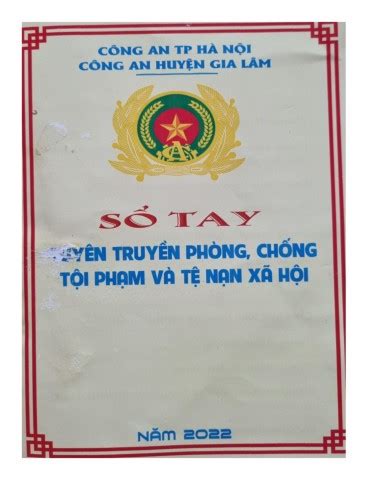 CÔNG AN TP HÀ NỘI
CÔNG AN HUYỆN GIA LÂM
SỔ TAY
TRUYỀN PHÒNG, CHỐNG
TỘI PHẠM VÀ TỆ NẠN XÃ HỘI
NĂM 2022